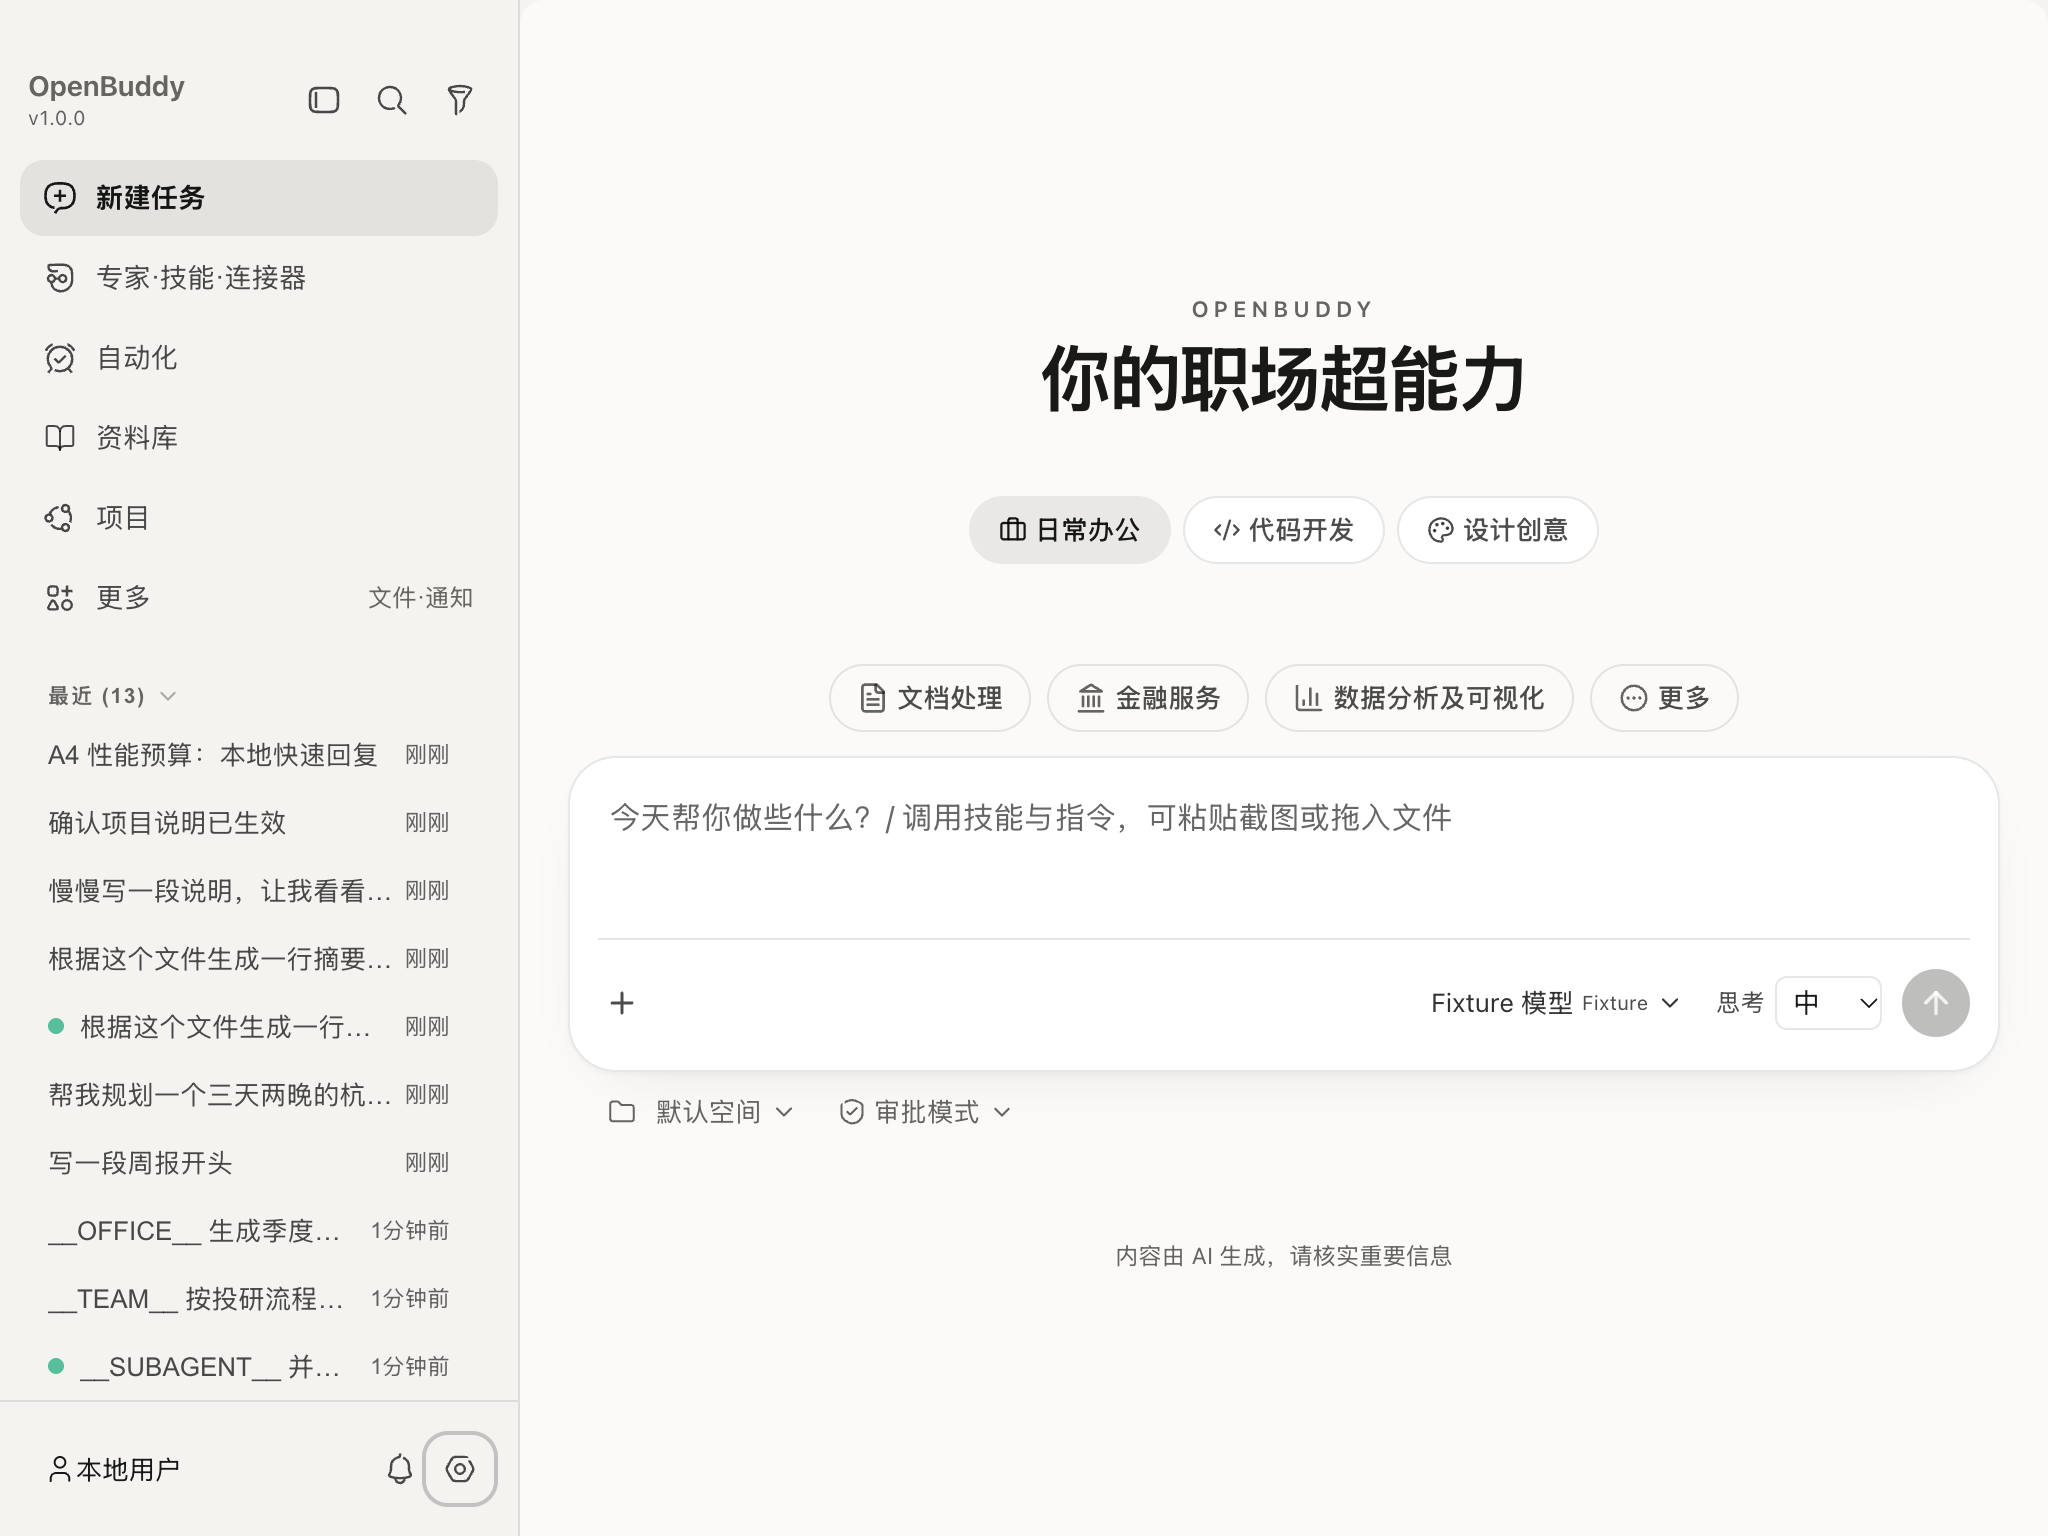 OpenBuddy
v1.0.0
新建任务
专家·技能·连接器
自动化
资料库
项目
更多 文件·通知
最近 (13)
A4 性能预算：本地快速回复 刚刚
确认项目说明已生效 刚刚
慢慢写一段说明，让我看看… 刚刚
根据这个文件生成一行摘要… 刚刚
根据这个文件生成一行… 刚刚
帮我规划一个三天两晚的杭… 刚刚
写一段周报开头 刚刚
__OFFICE__ 生成季度… 1分钟前
__TEAM__ 按投研流程… 1分钟前
__SUBAGENT__ 并… 1分钟前
本地用户
OPENBUDDY
你的职场超能力
日常办公 代码开发 设计创意
文档处理 金融服务 数据分析及可视化 更多
今天帮你做些什么？/ 调用技能与指令，可粘贴截图或拖入文件
Fixture 模型 Fixture 思考 中
默认空间 审批模式
内容由 AI 生成，请核实重要信息